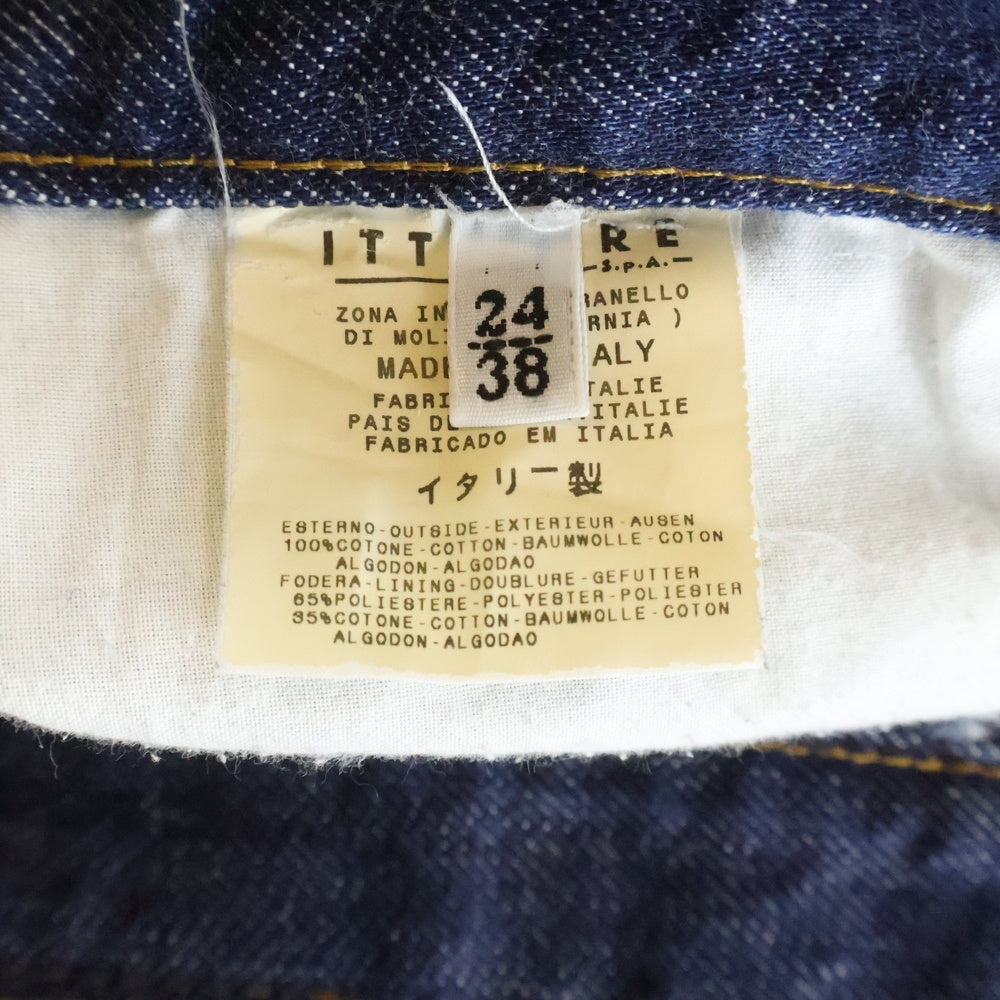 ITT RE
S.p.A.
24
38
ZONA IN RANELLO
DI MOLI RNIA )
MADE ALY
FABRI TALIE
PAIS DE ITALIE
FABRICADO EM ITALIA
イタリー製
ESTERNO-OUTSIDE-EXTERIEUR-AUSEN
100%COTONE-COTTON-BAUMWOLLE-COTON
ALGODON-ALGODAO
FODERA-LINING-DOUBLURE-GEFUTTER
65%POLIESTERE-POLYESTER-POLIESTER
35%COTONE-COTTON-BAUMWOLLE-COTON
ALGODON-ALGODAO